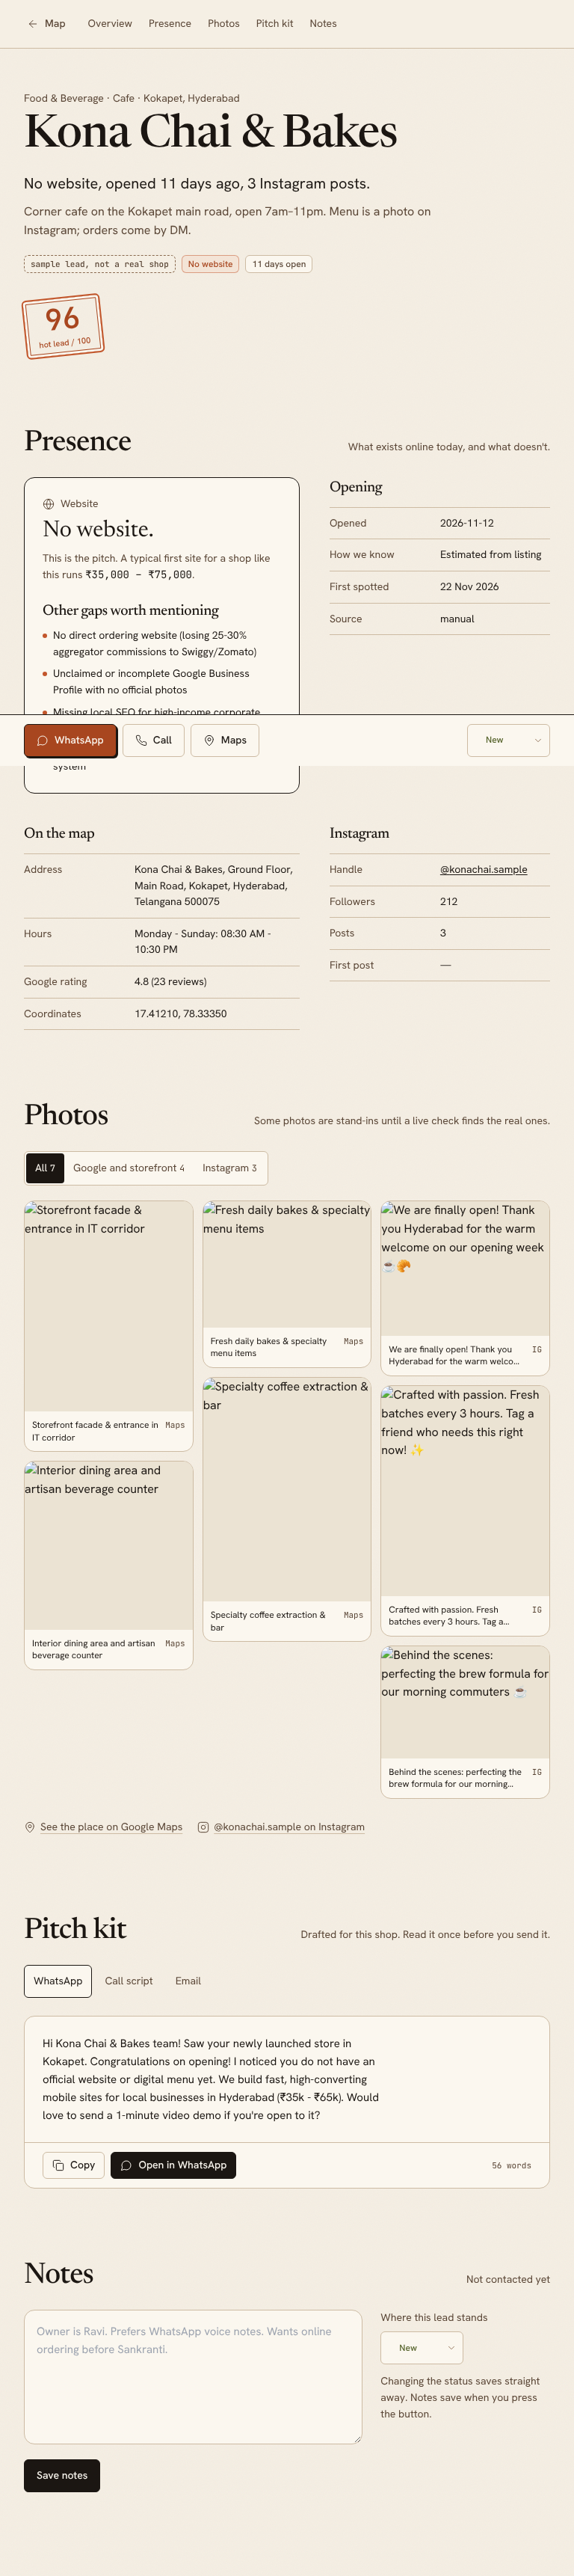 Map Overview Presence Photos Pitch kit Notes
Food & Beverage · Cafe · Kokapet, Hyderabad
Kona Chai & Bakes
No website, opened 11 days ago, 3 Instagram posts.
Corner cafe on the Kokapet main road, open 7am–11pm. Menu is a photo on
Instagram; orders come by DM.
sample lead, not a real shop No website 11 days open
96
hot lead / 100
Presence
What exists online today, and what doesn't.
Website
No website.
This is the pitch. A typical first site for a shop like
this runs ₹35,000 – ₹75,000.
Other gaps worth mentioning
No direct ordering website (losing 25-30%
aggregator commissions to Swiggy/Zomato)
Unclaimed or incomplete Google Business
Profile with no official photos
Missing local SEO for high-income corporate
Opening
Opened 2026-11-12
How we know Estimated from listing
First spotted 22 Nov 2026
Source manual
WhatsApp Call Maps New
system
On the map
Address Kona Chai & Bakes, Ground Floor,
Main Road, Kokapet, Hyderabad,
Telangana 500075
Hours Monday - Sunday: 08:30 AM -
10:30 PM
Google rating 4.8 (23 reviews)
Coordinates 17.41210, 78.33350
Instagram
Handle @konachai.sample
Followers 212
Posts 3
First post —
Photos
Some photos are stand-ins until a live check finds the real ones.
All 7 Google and storefront 4 Instagram 3
Storefront facade &
entrance in IT corridor
Storefront facade & entrance in Maps
IT corridor
Interior dining area and
artisan beverage counter
Interior dining area and artisan Maps
beverage counter
Fresh daily bakes & specialty
menu items
Fresh daily bakes & specialty Maps
menu items
Specialty coffee extraction &
bar
Specialty coffee extraction & Maps
bar
We are finally open! Thank
you Hyderabad for the warm
welcome on our opening week
☕🥐
We are finally open! Thank you IG
Hyderabad for the warm welco...
Crafted with passion. Fresh
batches every 3 hours. Tag a
friend who needs this right
now! ✨
Crafted with passion. Fresh IG
batches every 3 hours. Tag a...
Behind the scenes:
perfecting the brew formula for
our morning commuters ☕
Behind the scenes: perfecting the IG
brew formula for our morning...
See the place on Google Maps @konachai.sample on Instagram
Pitch kit
Drafted for this shop. Read it once before you send it.
WhatsApp Call script Email
Hi Kona Chai & Bakes team! Saw your newly launched store in
Kokapet. Congratulations on opening! I noticed you do not have an
official website or digital menu yet. We build fast, high-converting
mobile sites for local businesses in Hyderabad (₹35k - ₹65k). Would
love to send a 1-minute video demo if you're open to it?
Copy Open in WhatsApp 56 words
Notes
Not contacted yet
Owner is Ravi. Prefers WhatsApp voice notes. Wants online
ordering before Sankranti.
Where this lead stands
New
Changing the status saves straight
away. Notes save when you press
the button.
Save notes